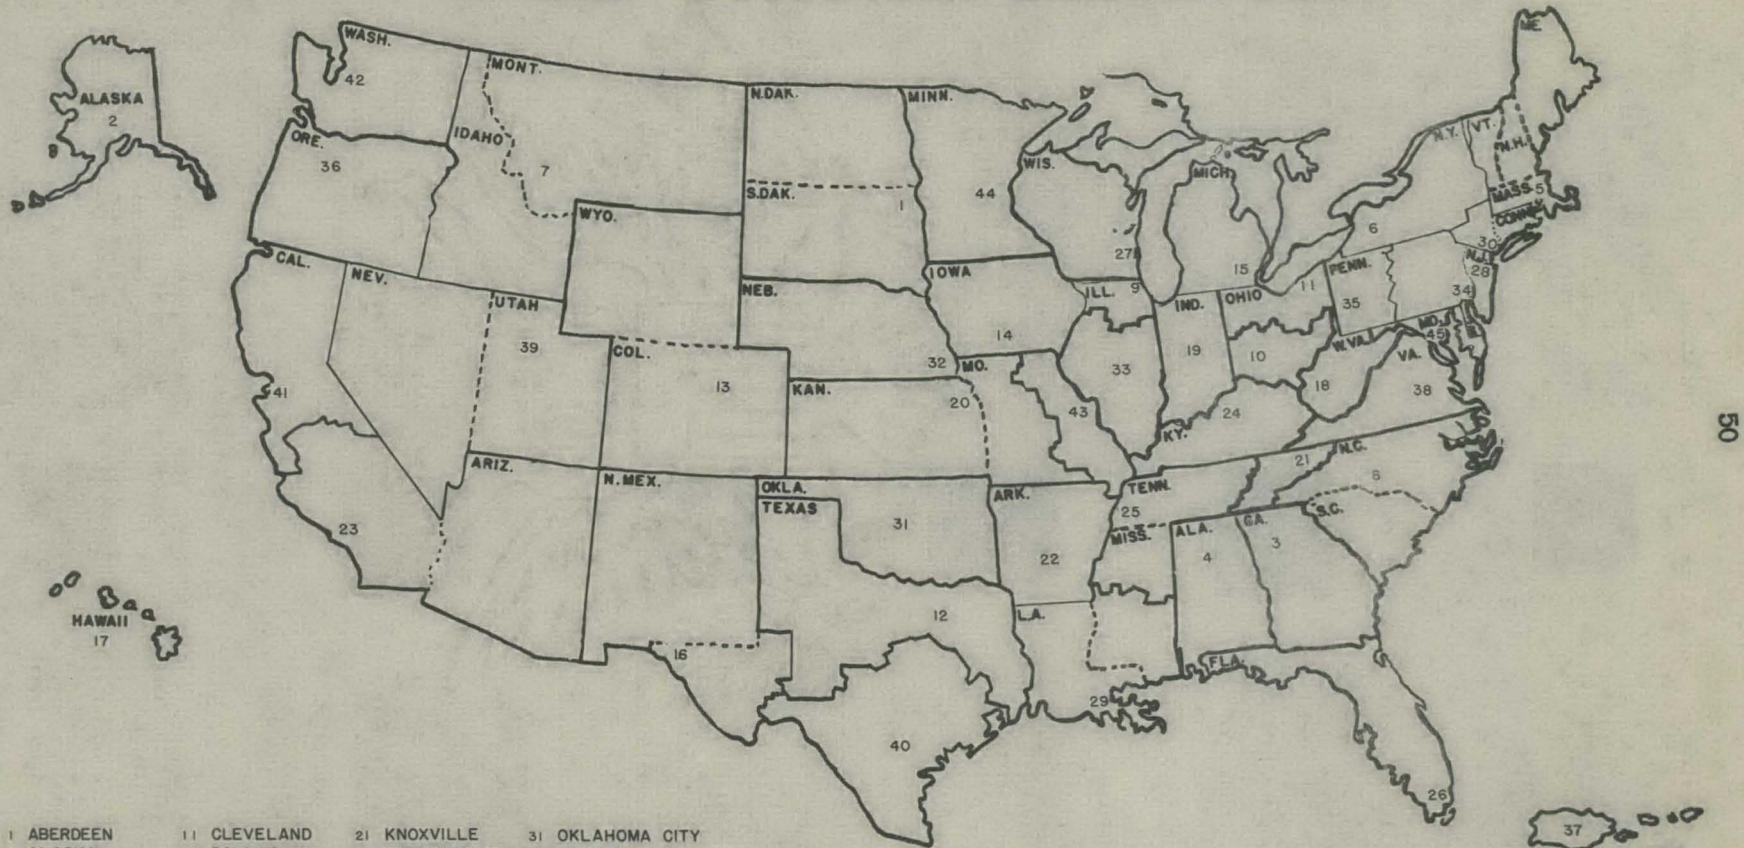 ME.
WASH.
42
MONT.
ALASKA
2
N.DAK.
MINN.
IDAHO
ORE.
36
7
N.Y.
VT.
N.H.
WIS.
MICH.
S.DAK.
1
44
MASS.
5
CONN.
WYO.
6
30
27
15
N.J.
28
CAL.
NEV.
IOWA
PENN.
UTAH
NEB.
ILL.
9
IND.
OHIO
11
35
34
MD.
45
14
39
COL.
32
MO.
33
19
10
W.VA.
VA.
13
KAN.
20
43
18
38
41
24
KY.
50
ARIZ.
N.MEX.
OKLA.
TEXAS
ARK.
TENN.
21
N.C.
8
23
31
25
MISS.
ALA.
GA.
S.C.
22
4
3
HAWAII
17
12
L.A.
16
FLA.
29
40
26
37
1 ABERDEEN 11 CLEVELAND 21 KNOXVILLE 31 OKLAHOMA CITY